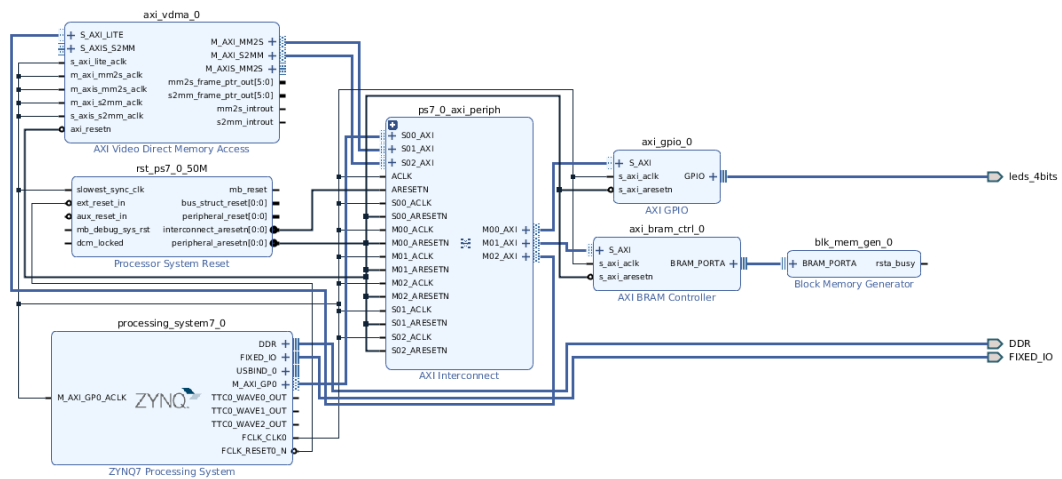 axi_vdma_0
S_AXI_LITE
S_AXIS_S2MM
s_axi_lite_aclk
m_axi_mm2s_aclk
m_axis_mm2s_aclk
m_axi_s2mm_aclk
s_axis_s2mm_aclk
axi_resetn
M_AXI_MM2S
M_AXI_S2MM
M_AXIS_MM2S
mm2s_frame_ptr_out[5:0]
s2mm_frame_ptr_out[5:0]
mm2s_introut
s2mm_introut
AXI Video Direct Memory Access
rst_ps7_0_50M
slowest_sync_clk
ext_reset_in
aux_reset_in
mb_debug_sys_rst
dcm_locked
mb_reset
bus_struct_reset[0:0]
peripheral_reset[0:0]
interconnect_aresetn[0:0]
peripheral_aresetn[0:0]
Processor System Reset
processing_system7_0
M_AXI_GP0_ACLK
ZYNQ
DDR
FIXED_IO
USBIND_0
M_AXI_GP0
TTC0_WAVE0_OUT
TTC0_WAVE1_OUT
TTC0_WAVE2_OUT
FCLK_CLK0
FCLK_RESET0_N
ZYNQ7 Processing System
ps7_0_axi_periph
S00_AXI
S01_AXI
S02_AXI
ACLK
ARESETN
S00_ACLK
S00_ARESETN
M00_ACLK
M00_ARESETN
M01_ACLK
M01_ARESETN
M02_ACLK
M02_ARESETN
S01_ACLK
S01_ARESETN
S02_ACLK
S02_ARESETN
M00_AXI
M01_AXI
M02_AXI
AXI Interconnect
axi_gpio_0
S_AXI
s_axi_aclk
s_axi_aresetn
GPIO
AXI GPIO
axi_bram_ctrl_0
S_AXI
s_axi_aclk
s_axi_aresetn
BRAM_PORTA
AXI BRAM Controller
blk_mem_gen_0
BRAM_PORTA
rsta_busy
Block Memory Generator
leds_4bits
DDR
FIXED_IO